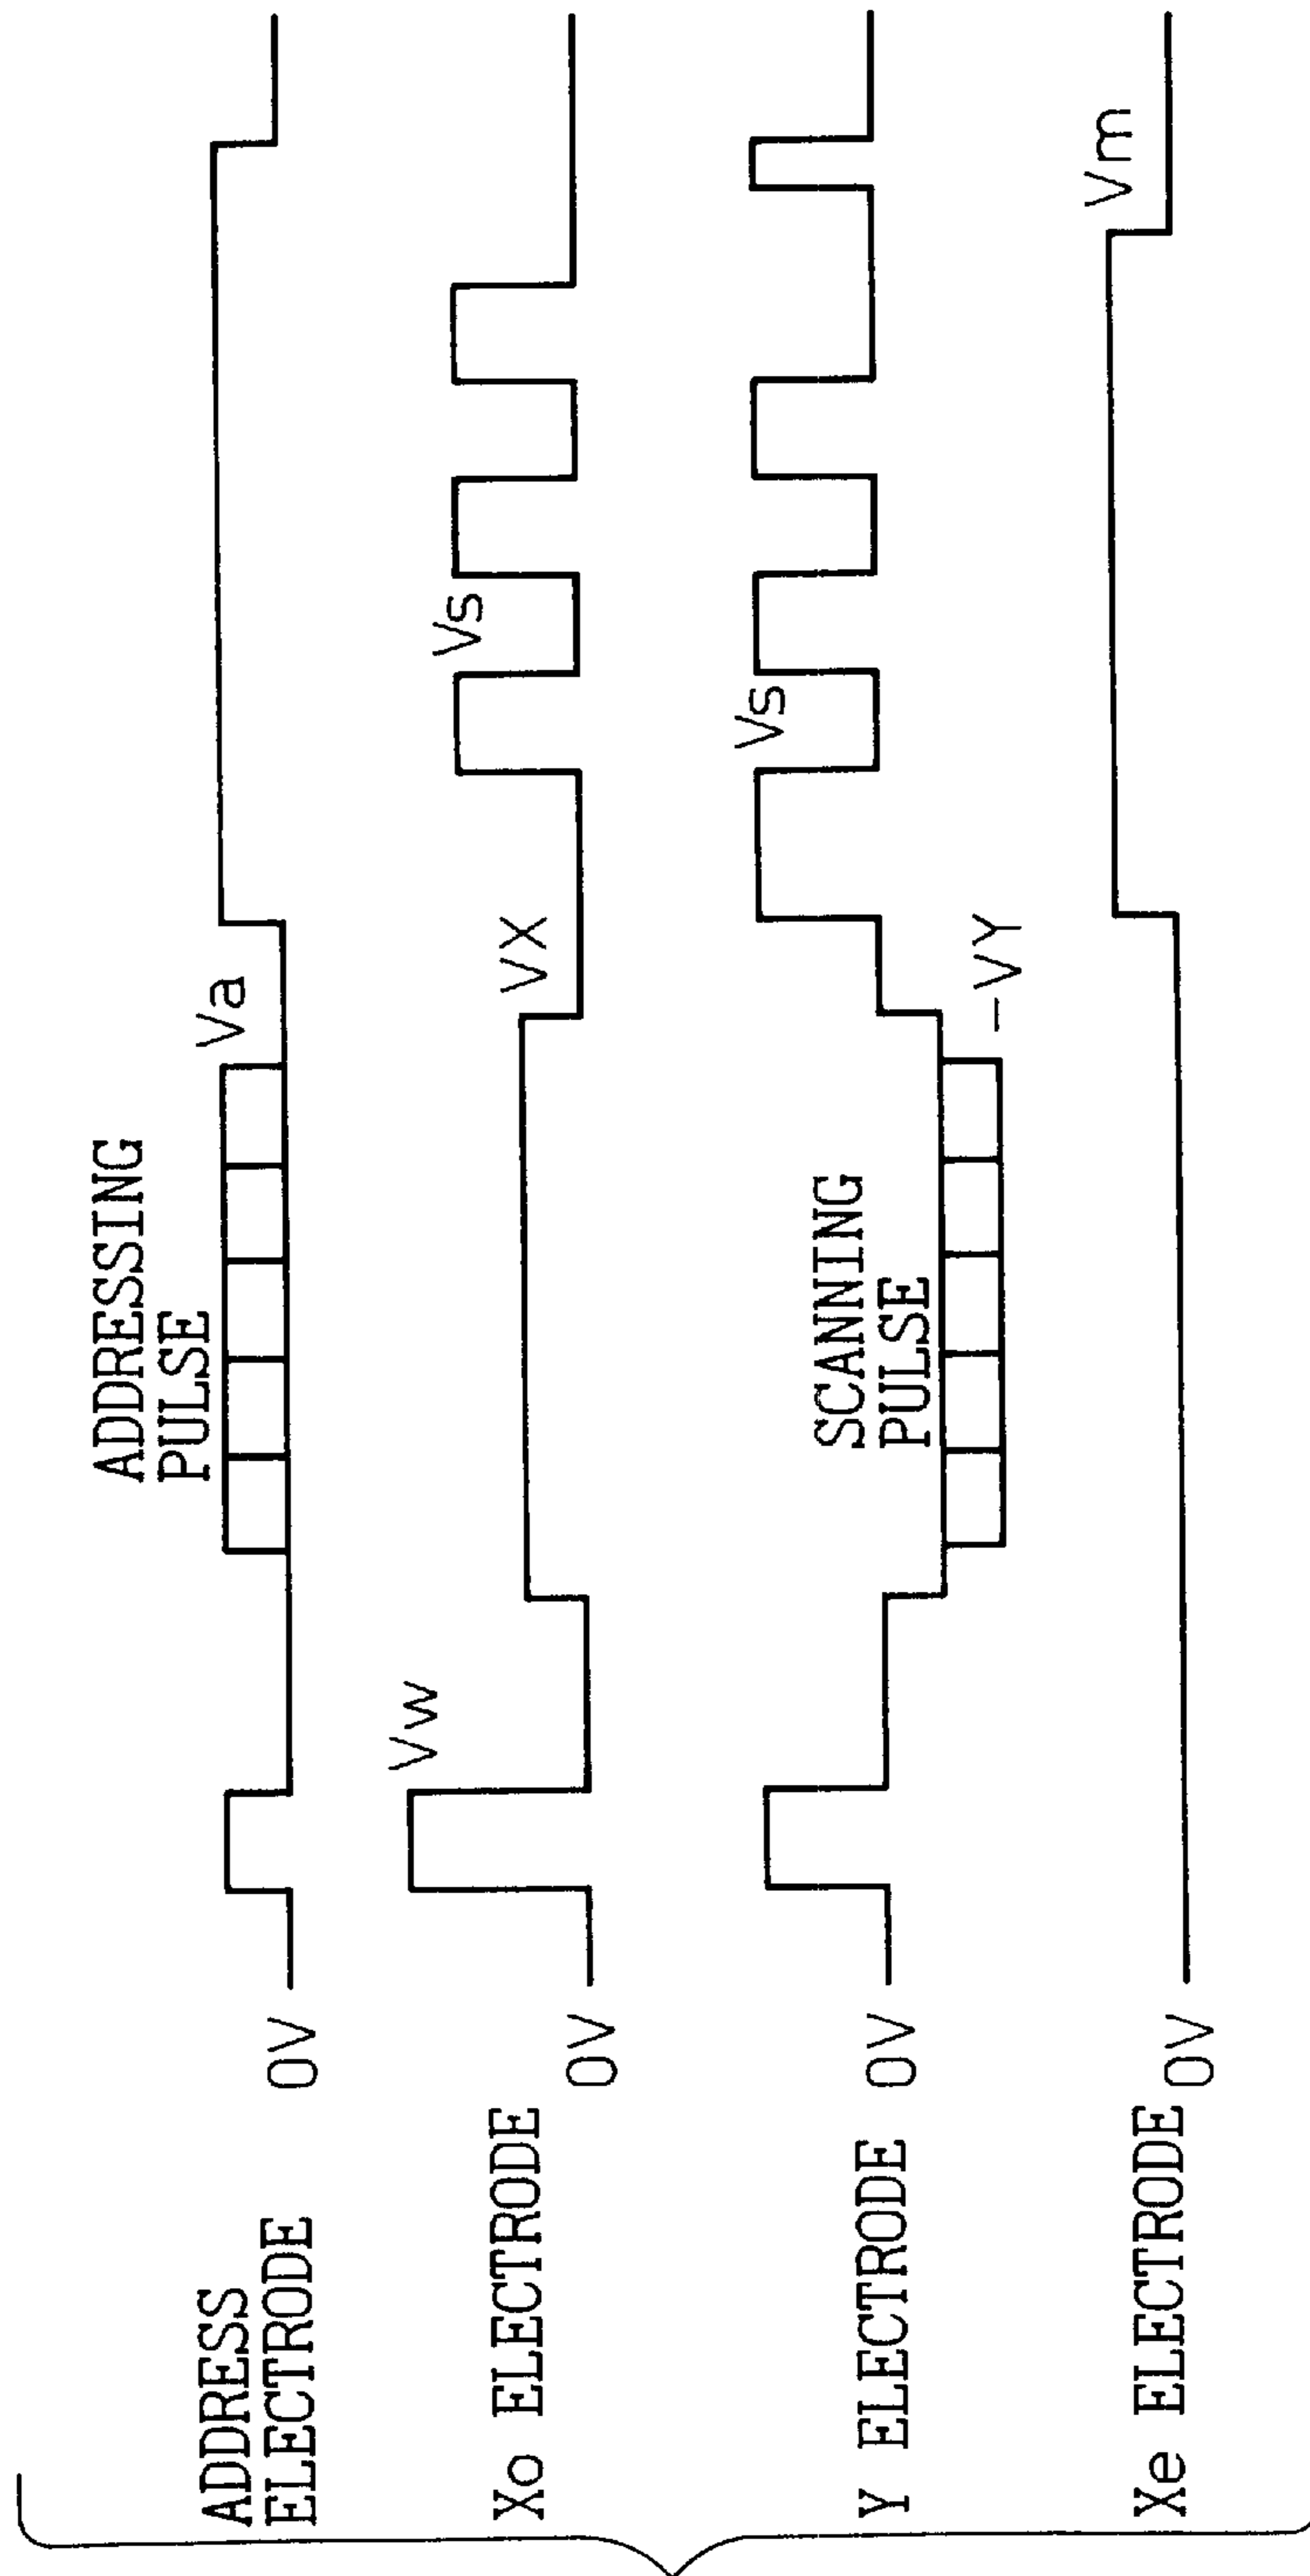 ADDRESS
ELECTRODE
0V
ADDRESSING
PULSE
Va
Xo ELECTRODE
0V
Vw
VX
Vs
Y ELECTRODE
0V
SCANNING
PULSE
-VY
Vs
Xe ELECTRODE
0V
Vm